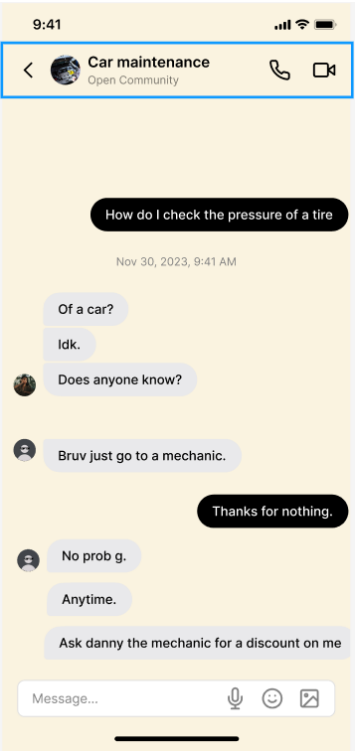 9:41
Car maintenance
Open Community
How do I check the pressure of a tire
Nov 30, 2023, 9:41 AM
Of a car?
Idk.
Does anyone know?
Bruv just go to a mechanic.
Thanks for nothing.
No prob g.
Anytime.
Ask danny the mechanic for a discount on me
Message...